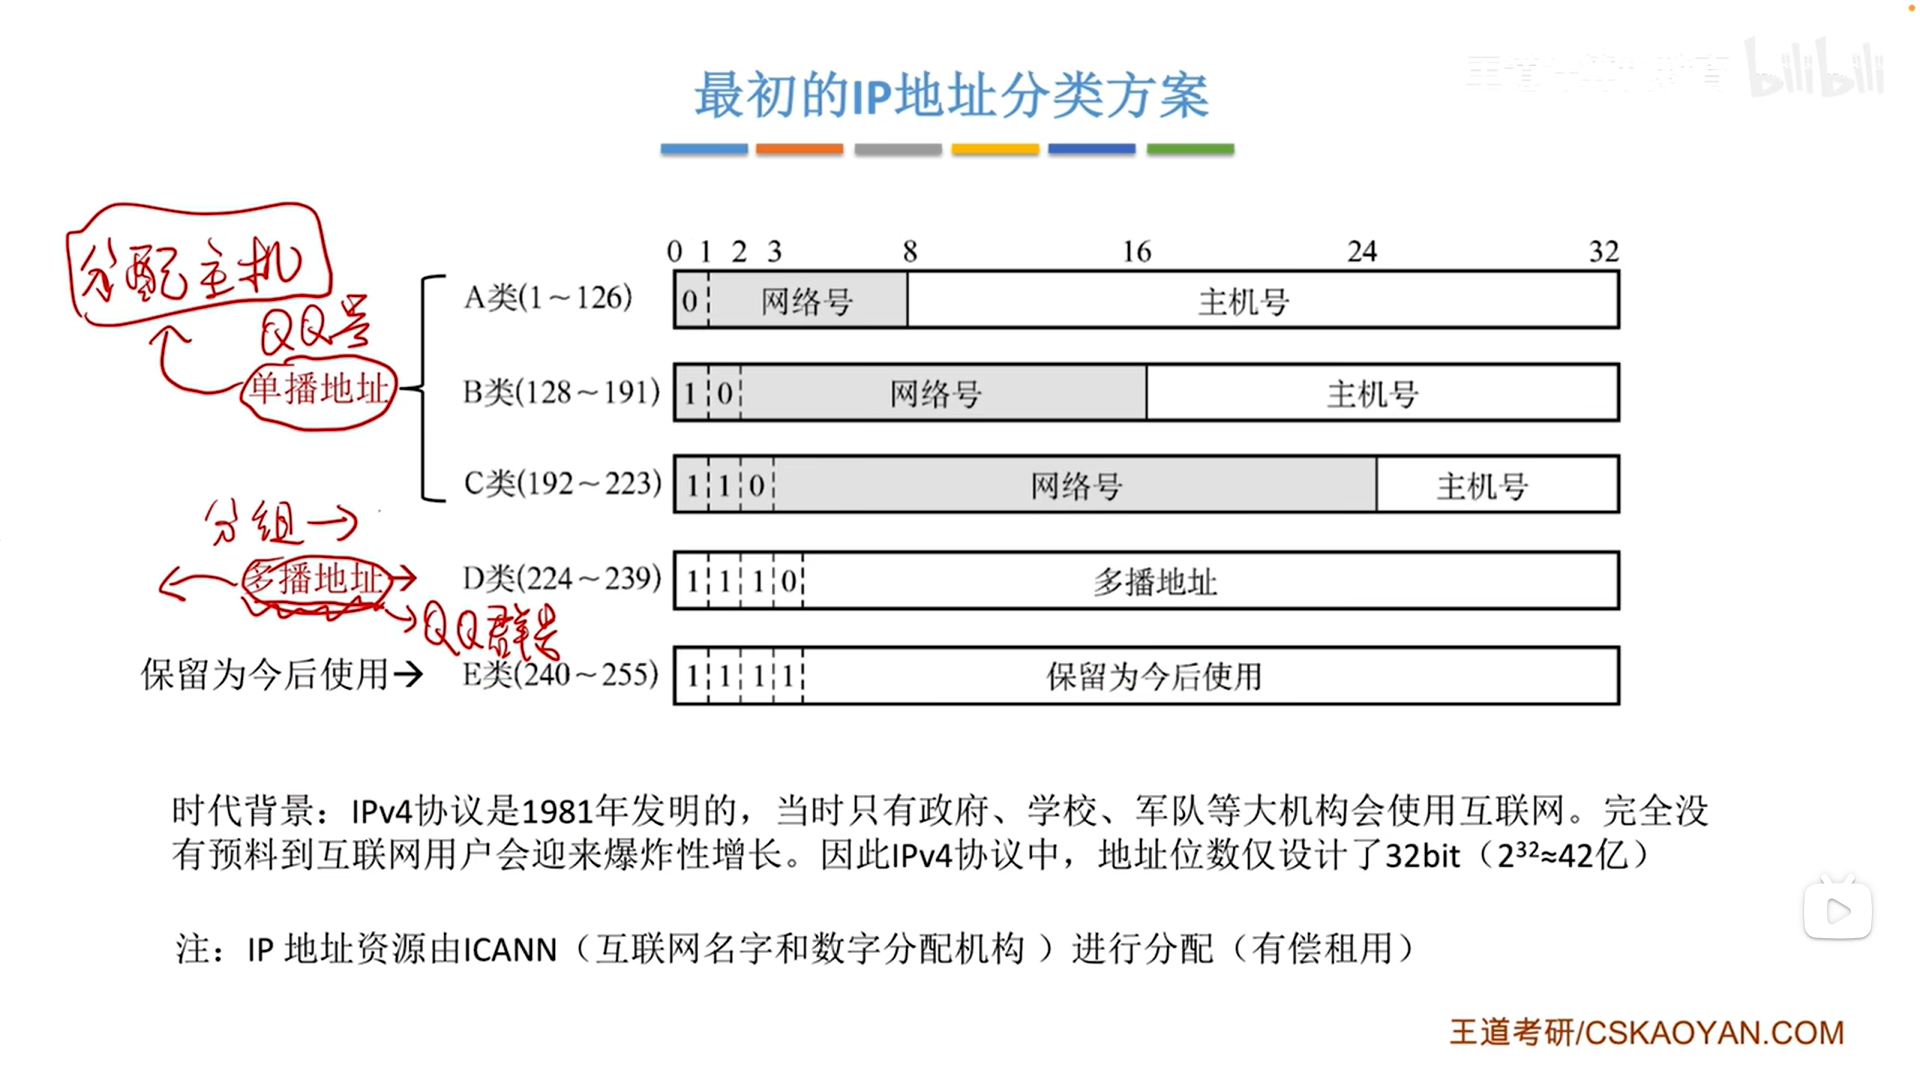 最初的IP地址分类方案
bilibili
分配主机
QQ号
单播地址
0 1 2 3 8 16 24 32
A类(1～126) 0 网络号 主机号
B类(128～191) 1 0 网络号 主机号
C类(192～223) 1 1 0 网络号 主机号
分组→
多播地址→ D类(224～239) 1 1 1 0 多播地址
QQ群号
保留为今后使用→ E类(240～255) 1 1 1 1 保留为今后使用
时代背景：IPv4协议是1981年发明的，当时只有政府、学校、军队等大机构会使用互联网。完全没
有预料到互联网用户会迎来爆炸性增长。因此IPv4协议中，地址位数仅设计了32bit（2³²≈42亿）
注：IP 地址资源由ICANN（互联网名字和数字分配机构 ）进行分配（有偿租用）
王道考研/CSKAOYAN.COM